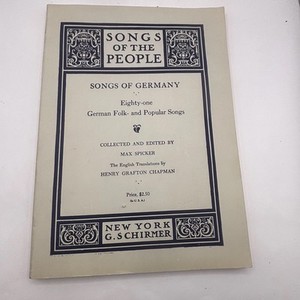 SONGS
OF THE
PEOPLE
SONGS OF GERMANY
Eighty-one
German Folk- and Popular Songs
COLLECTED AND EDITED BY
MAX SPICKER
The English Translations by
HENRY GRAFTON CHAPMAN
Price, $2.50
NEW YORK
G. SCHIRMER